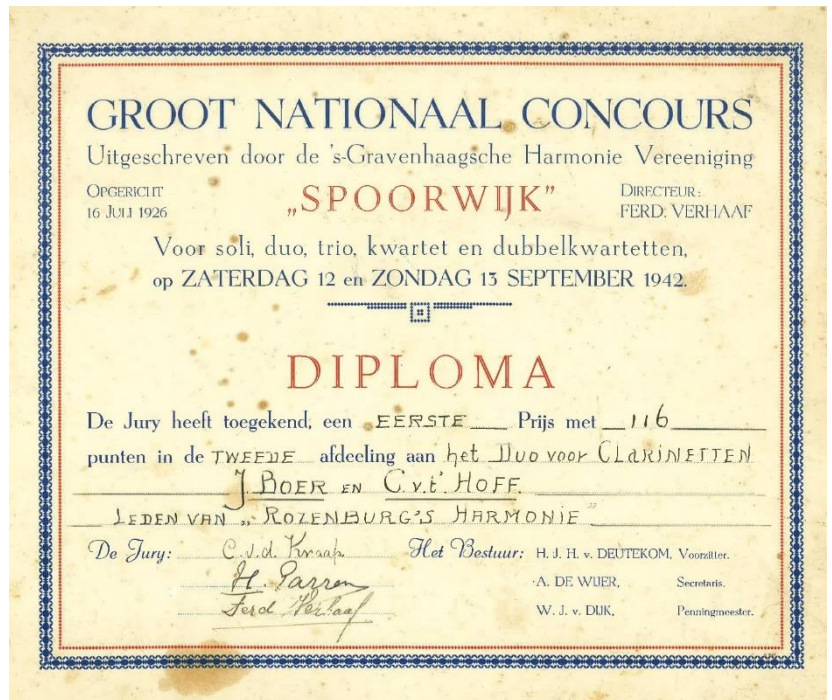 GROOT NATIONAAL CONCOURS
Uitgeschreven door de 's-Gravenhaagsche Harmonie Vereeniging
OPGERICHT
16 JULI 1926
„SPOORWIJK”
DIRECTEUR:
FERD. VERHAAF
Voor soli, duo, trio, kwartet en dubbelkwartetten,
op ZATERDAG 12 en ZONDAG 13 SEPTEMBER 1942.
DIPLOMA
De Jury heeft toegekend, een EERSTE Prijs met 116
punten in de TWEEDE afdeeling aan het Duo voor CLARINETTEN
J. BOER EN C. v. t' HOFF.
LEDEN VAN „ROZENBURG'S HARMONIE”
De Jury: C. v. d. Knaap
H. Parren
Ferd Verhaaf
Het Bestuur: H. J. H. v. DEUTEKOM, Voorzitter.
A. DE WIJER, Secretaris.
W. J. v. DIJK, Penningmeester.